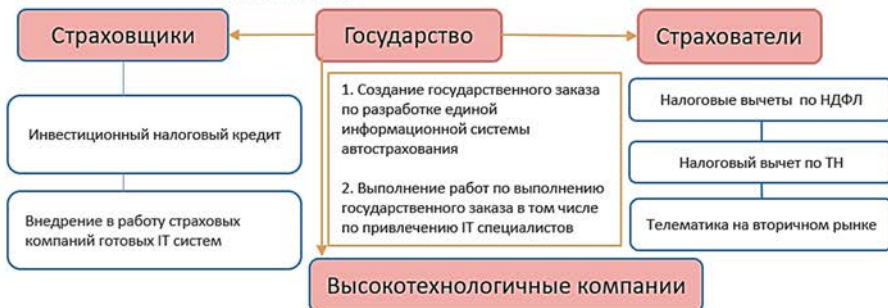 Страховщики
Государство
Страхователи
Инвестиционный налоговый кредит
Внедрение в работу страховых
компаний готовых IT систем
1. Создание государственного заказа
по разработке единой
информационной системы
автострахования
2. Выполнение работ по выполнению
государственного заказа в том числе
по привлечению IT специалистов
Налоговые вычеты по НДФЛ
Налоговый вычет по ТН
Телематика на вторичном рынке
Высокотехнологичные компании